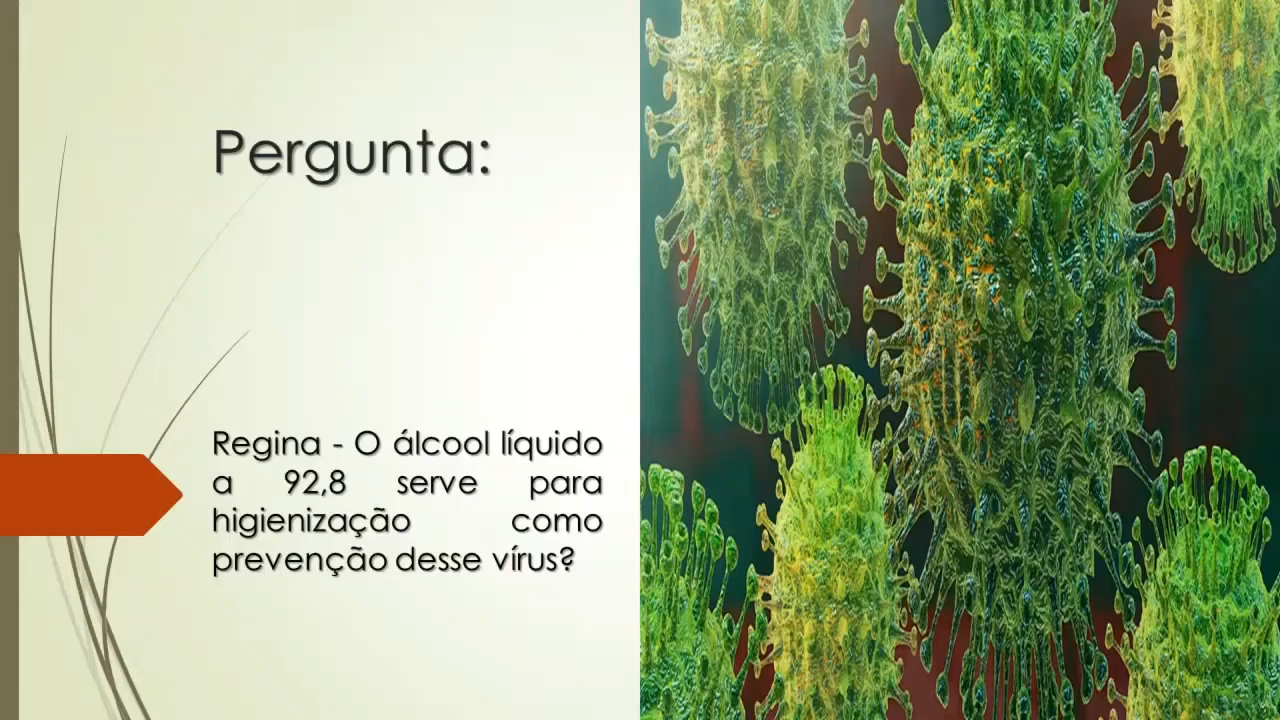 Pergunta:
Regina - O álcool líquido
a 92,8 serve para
higienização como
prevenção desse vírus?